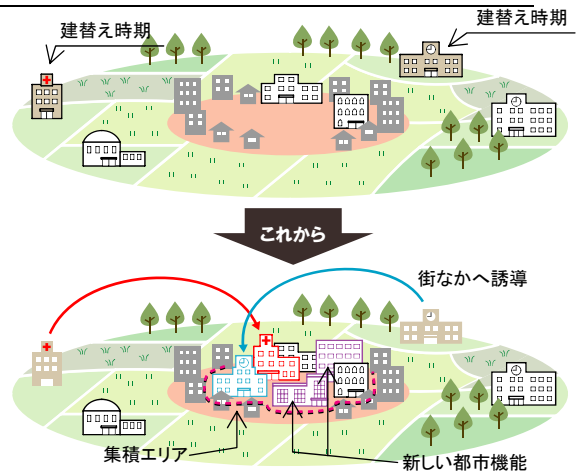 建替え時期
建替え時期
これから
街なかへ誘導
集積エリア
新しい都市機能